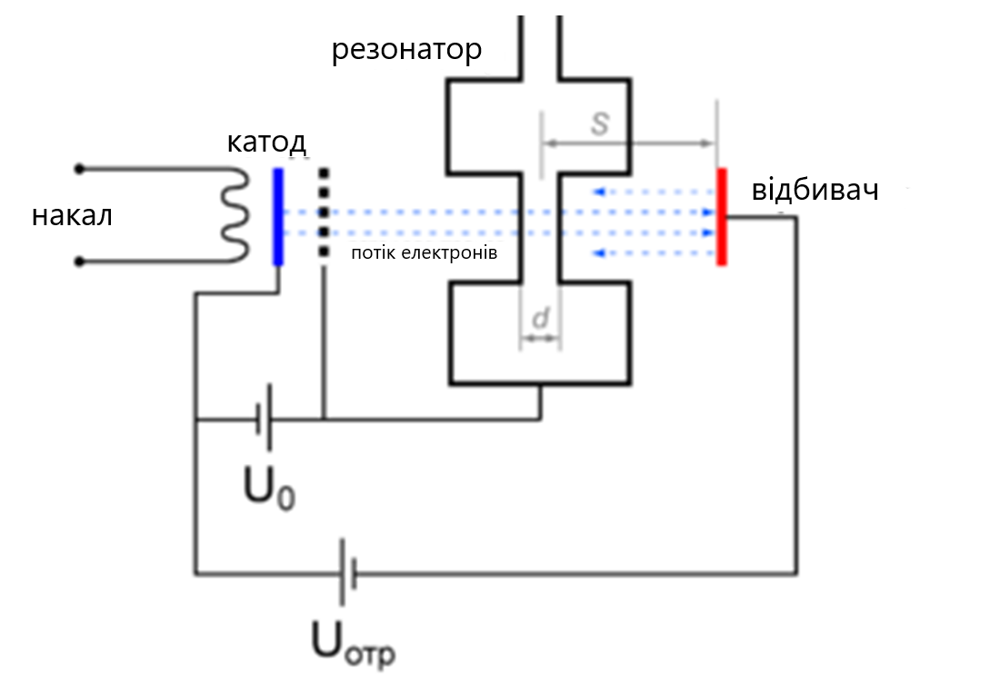 резонатор
S
катод
відбивач
накал
потік електронів
d
U₀
Uотр